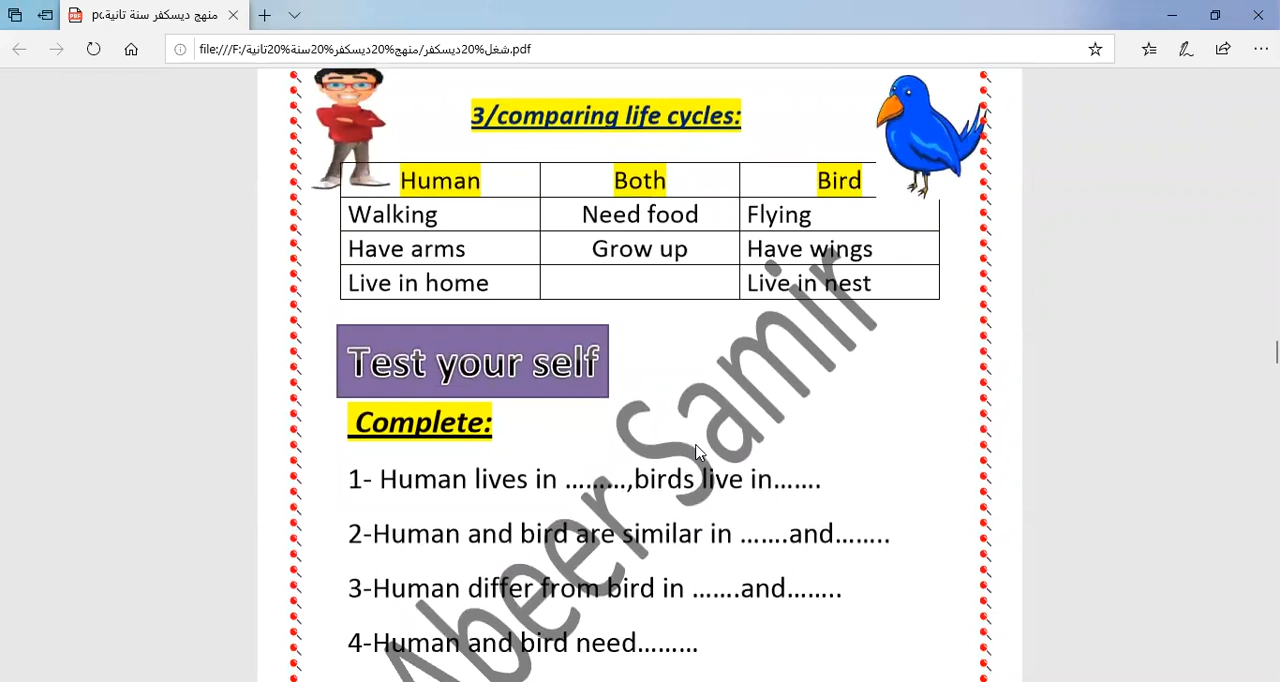 منهج ديسكفر سنة تانية.pc
file:///F:/شغل%20ديسكفر/منهج%20ديسكفر%20سنة%20تانية.pdf
3/comparing life cycles:
Human Both Bird
Walking Need food Flying
Have arms Grow up Have wings
Live in home Live in nest
Test your self
Complete:
1- Human lives in ………,birds live in…….
2-Human and bird are similar in …….and……..
3-Human differ from bird in …….and……..
4-Human and bird need………
Abeer Samir